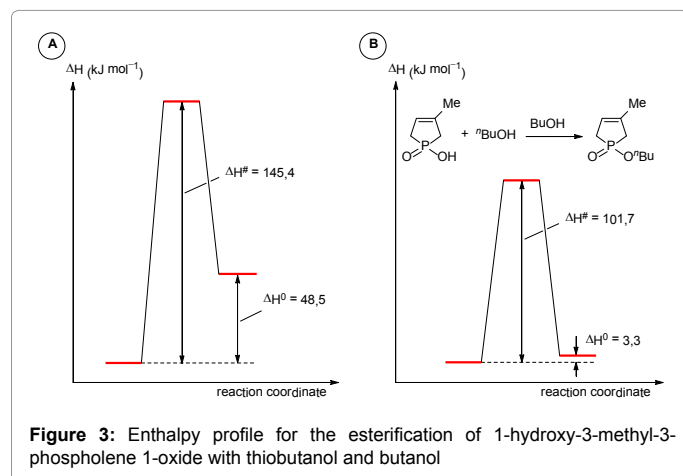 A
ΔH (kJ mol⁻¹)
ΔH# = 145,4
ΔH⁰ = 48,5
reaction coordinate
B
ΔH (kJ mol⁻¹)
Me
P
O
OH
+ ⁿBuOH
BuOH
Me
P
O
OⁿBu
ΔH# = 101,7
ΔH⁰ = 3,3
reaction coordinate
Figure 3: Enthalpy profile for the esterification of 1-hydroxy-3-methyl-3-
phospholene 1-oxide with thiobutanol and butanol